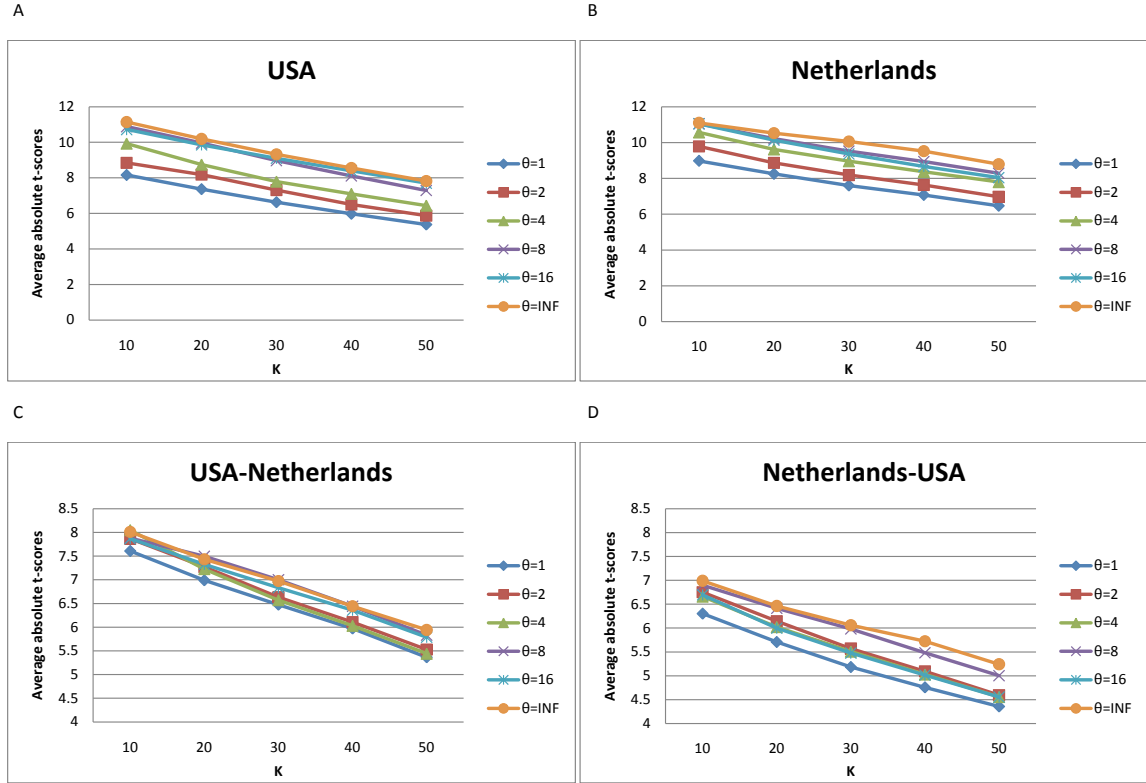 A
B
USA
Average absolute t-scores
12
10
8
6
4
2
0
10 20 30 40 50
K
θ=1
θ=2
θ=4
θ=8
θ=16
θ=INF
Netherlands
Average absolute t-scores
12
10
8
6
4
2
0
10 20 30 40 50
K
θ=1
θ=2
θ=4
θ=8
θ=16
θ=INF
C
D
USA-Netherlands
Average absolute t-scores
8.5
8
7.5
7
6.5
6
5.5
5
4.5
4
10 20 30 40 50
K
θ=1
θ=2
θ=4
θ=8
θ=16
θ=INF
Netherlands-USA
Average absolute t-scores
8.5
8
7.5
7
6.5
6
5.5
5
4.5
4
10 20 30 40 50
K
θ=1
θ=2
θ=4
θ=8
θ=16
θ=INF